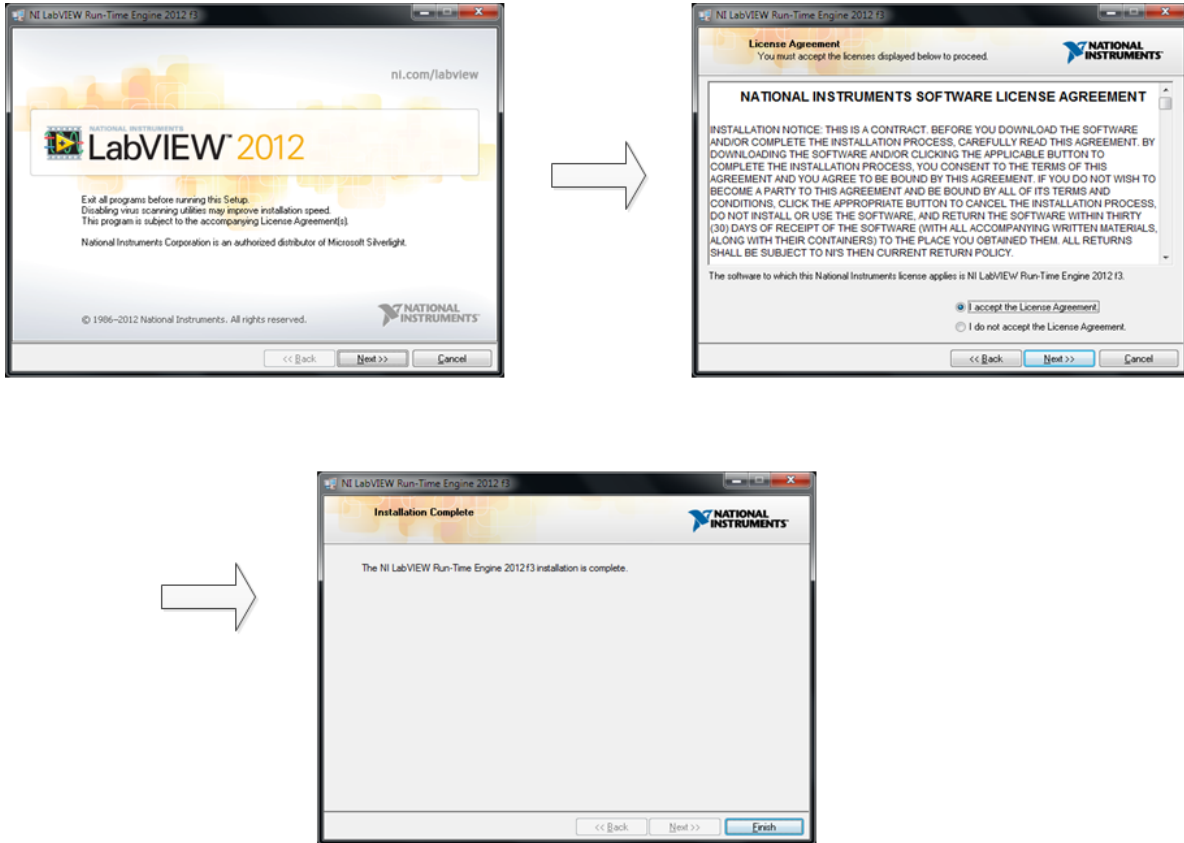 NI LabVIEW Run-Time Engine 2012 f3
ni.com/labview
NATIONAL INSTRUMENTS
LabVIEW™ 2012
Exit all programs before running this Setup.
Disabling virus scanning utilities may improve installation speed.
This program is subject to the accompanying License Agreement(s).
National Instruments Corporation is an authorized distributor of Microsoft Silverlight.
© 1986–2012 National Instruments. All rights reserved.
NATIONAL
INSTRUMENTS
<< Back Next >> Cancel
NI LabVIEW Run-Time Engine 2012 f3
License Agreement
You must accept the licenses displayed below to proceed.
NATIONAL
INSTRUMENTS
NATIONAL INSTRUMENTS SOFTWARE LICENSE AGREEMENT
INSTALLATION NOTICE: THIS IS A CONTRACT. BEFORE YOU DOWNLOAD THE SOFTWARE
AND/OR COMPLETE THE INSTALLATION PROCESS, CAREFULLY READ THIS AGREEMENT. BY
DOWNLOADING THE SOFTWARE AND/OR CLICKING THE APPLICABLE BUTTON TO
COMPLETE THE INSTALLATION PROCESS, YOU CONSENT TO THE TERMS OF THIS
AGREEMENT AND YOU AGREE TO BE BOUND BY THIS AGREEMENT. IF YOU DO NOT WISH TO
BECOME A PARTY TO THIS AGREEMENT AND BE BOUND BY ALL OF ITS TERMS AND
CONDITIONS, CLICK THE APPROPRIATE BUTTON TO CANCEL THE INSTALLATION PROCESS,
DO NOT INSTALL OR USE THE SOFTWARE, AND RETURN THE SOFTWARE WITHIN THIRTY
(30) DAYS OF RECEIPT OF THE SOFTWARE (WITH ALL ACCOMPANYING WRITTEN MATERIALS,
ALONG WITH THEIR CONTAINERS) TO THE PLACE YOU OBTAINED THEM. ALL RETURNS
SHALL BE SUBJECT TO NI'S THEN CURRENT RETURN POLICY.
The software to which this National Instruments license applies is NI LabVIEW Run-Time Engine 2012 f3.
I accept the License Agreement.
I do not accept the License Agreement.
<< Back Next >> Cancel
NI LabVIEW Run-Time Engine 2012 f3
Installation Complete
NATIONAL
INSTRUMENTS
The NI LabVIEW Run-Time Engine 2012 f3 installation is complete.
<< Back Next >> Finish